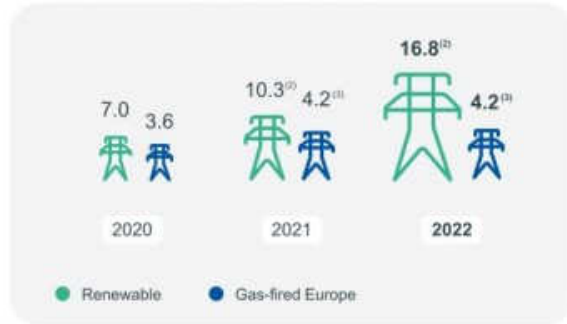 16.8(2)
10.3(2) 4.2(3) 4.2(3)
7.0 3.6
2020 2021 2022
Renewable Gas-fired Europe